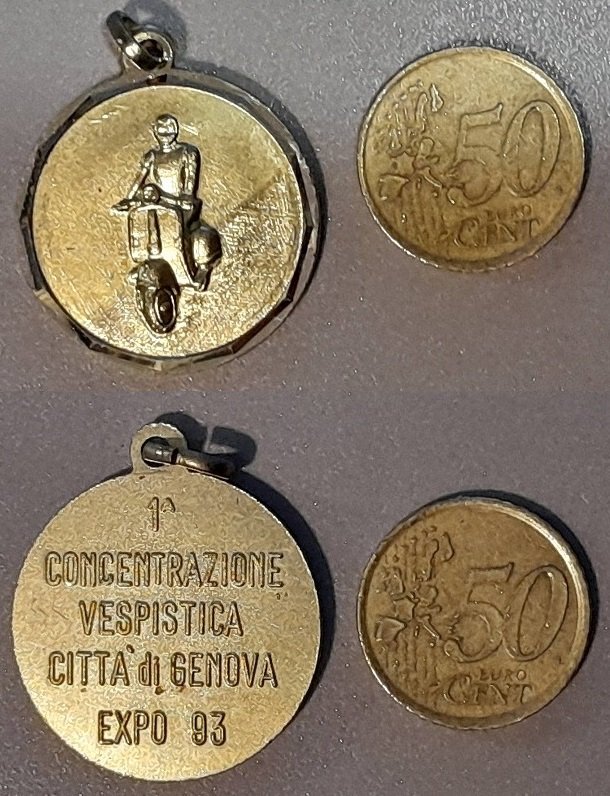 50
EURO
CENT
1^
CONCENTRAZIONE
VESPISTICA
CITTA' di GENOVA
EXPO 93
50
EURO
CENT